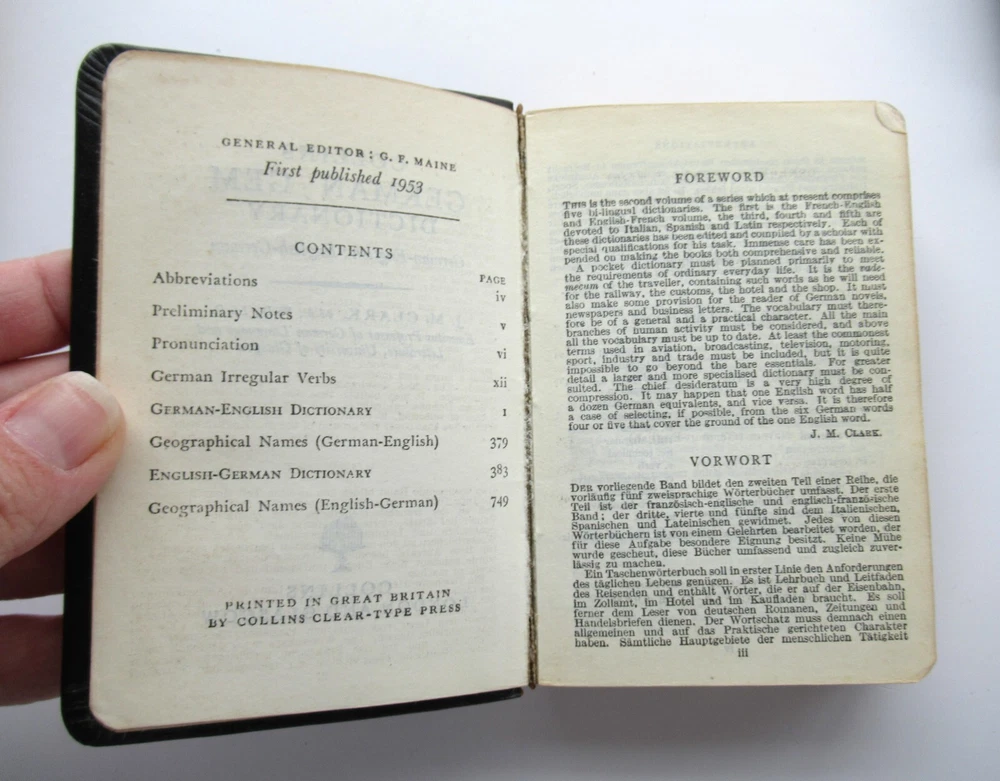 GENERAL EDITOR: G. F. MAINE
First published 1953
CONTENTS
PAGE
Abbreviations iv
Preliminary Notes v
Pronunciation vi
German Irregular Verbs xii
GERMAN-ENGLISH DICTIONARY 1
Geographical Names (German-English) 379
ENGLISH-GERMAN DICTIONARY 383
Geographical Names (English-German) 749
PRINTED IN GREAT BRITAIN
BY COLLINS CLEAR-TYPE PRESS
FOREWORD
THIS is the second volume of a series which at present comprises
five bi-lingual dictionaries. The first is the French-English
and English-French volume, the third, fourth and fifth are
devoted to Italian, Spanish and Latin respectively. Each of
these dictionaries has been edited and compiled by a scholar with
special qualifications for his task. Immense care has been ex-
pended on making the books both comprehensive and reliable.
A pocket dictionary must be planned primarily to meet
the requirements of ordinary everyday life. It is the vade-
mecum of the traveller, containing such words as he will need
for the railway, the customs, the hotel and the shop. It must
also make some provision for the reader of German novels,
newspapers and business letters. The vocabulary must there-
fore be of a general and a practical character. All the main
branches of human activity must be considered, and above
all the vocabulary must be up to date. At least the commonest
terms used in aviation, broadcasting, television, motoring,
sport, industry and trade must be included, but it is quite
impossible to go beyond the bare essentials. For greater
detail a larger and more specialised dictionary must be con-
sulted. The chief desideratum is a very high degree of
compression. It may happen that one English word has half
a dozen German equivalents, and vice versa. It is therefore
a case of selecting, if possible, from the six German words
four or five that cover the ground of the one English word.
J. M. CLARK.
VORWORT
DER vorliegende Band bildet den zweiten Teil einer Reihe, die
vorläufig fünf zweisprachige Wörterbücher umfasst. Der erste
Teil ist der französisch-englische und englisch-französische
Band; der dritte, vierte und fünfte sind dem Italienischen,
Spanischen und Lateinischen gewidmet. Jedes von diesen
Wörterbüchern ist von einem Gelehrten bearbeitet worden, der
für diese Aufgabe besondere Eignung besitzt. Keine Mühe
wurde gescheut, diese Bücher umfassend und zugleich zuver-
lässig zu machen.
Ein Taschenwörterbuch soll in erster Linie den Anforderungen
des täglichen Lebens genügen. Es ist Lehrbuch und Leitfaden
des Reisenden und enthält Wörter, die er auf der Eisenbahn,
im Zollamt, im Hotel und im Kaufladen braucht. Es soll
ferner dem Leser von deutschen Romanen, Zeitungen und
Handelsbriefen dienen. Der Wortschatz muss demnach einen
allgemeinen und auf das Praktische gerichteten Charakter
haben. Sämtliche Hauptgebiete der menschlichen Tätigkeit
iii